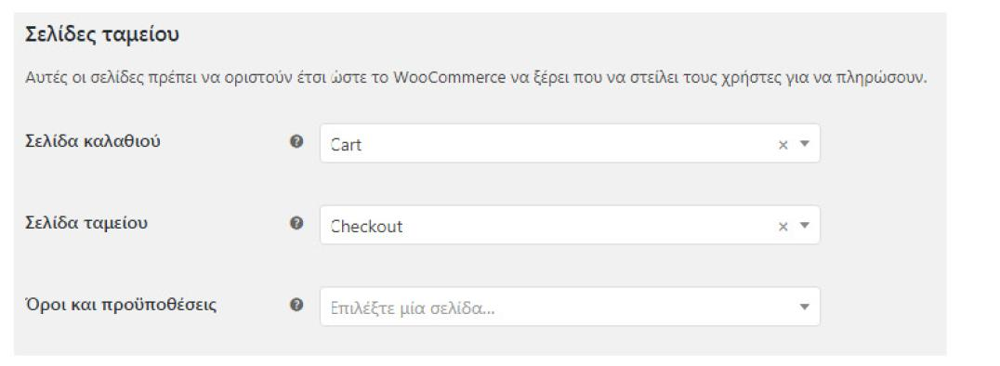 Σελίδες ταμείου
Αυτές οι σελίδες πρέπει να οριστούν έτσι ώστε το WooCommerce να ξέρει που να στείλει τους χρήστες για να πληρώσουν.
Σελίδα καλαθιού ? Cart ×
Σελίδα ταμείου ? Checkout ×
Όροι και προϋποθέσεις ? Επιλέξτε μία σελίδα...